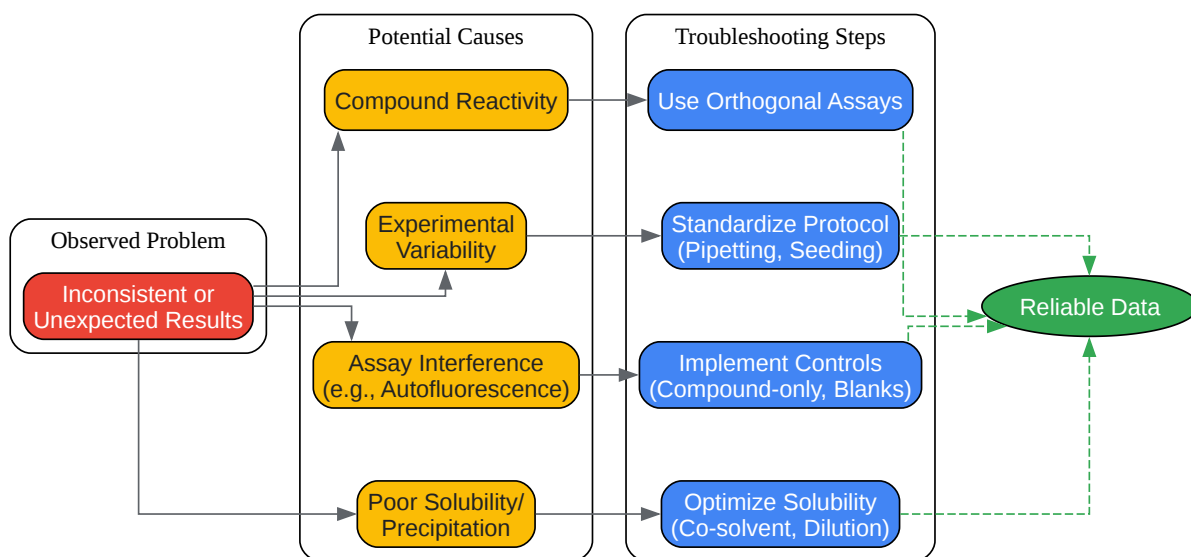 Potential Causes
Troubleshooting Steps
Compound Reactivity
Use Orthogonal Assays
Observed Problem
Experimental
Variability
Standardize Protocol
(Pipetting, Seeding)
Inconsistent or
Unexpected Results
Reliable Data
Assay Interference
(e.g., Autofluorescence)
Implement Controls
(Compound-only, Blanks)
Poor Solubility/
Precipitation
Optimize Solubility
(Co-solvent, Dilution)